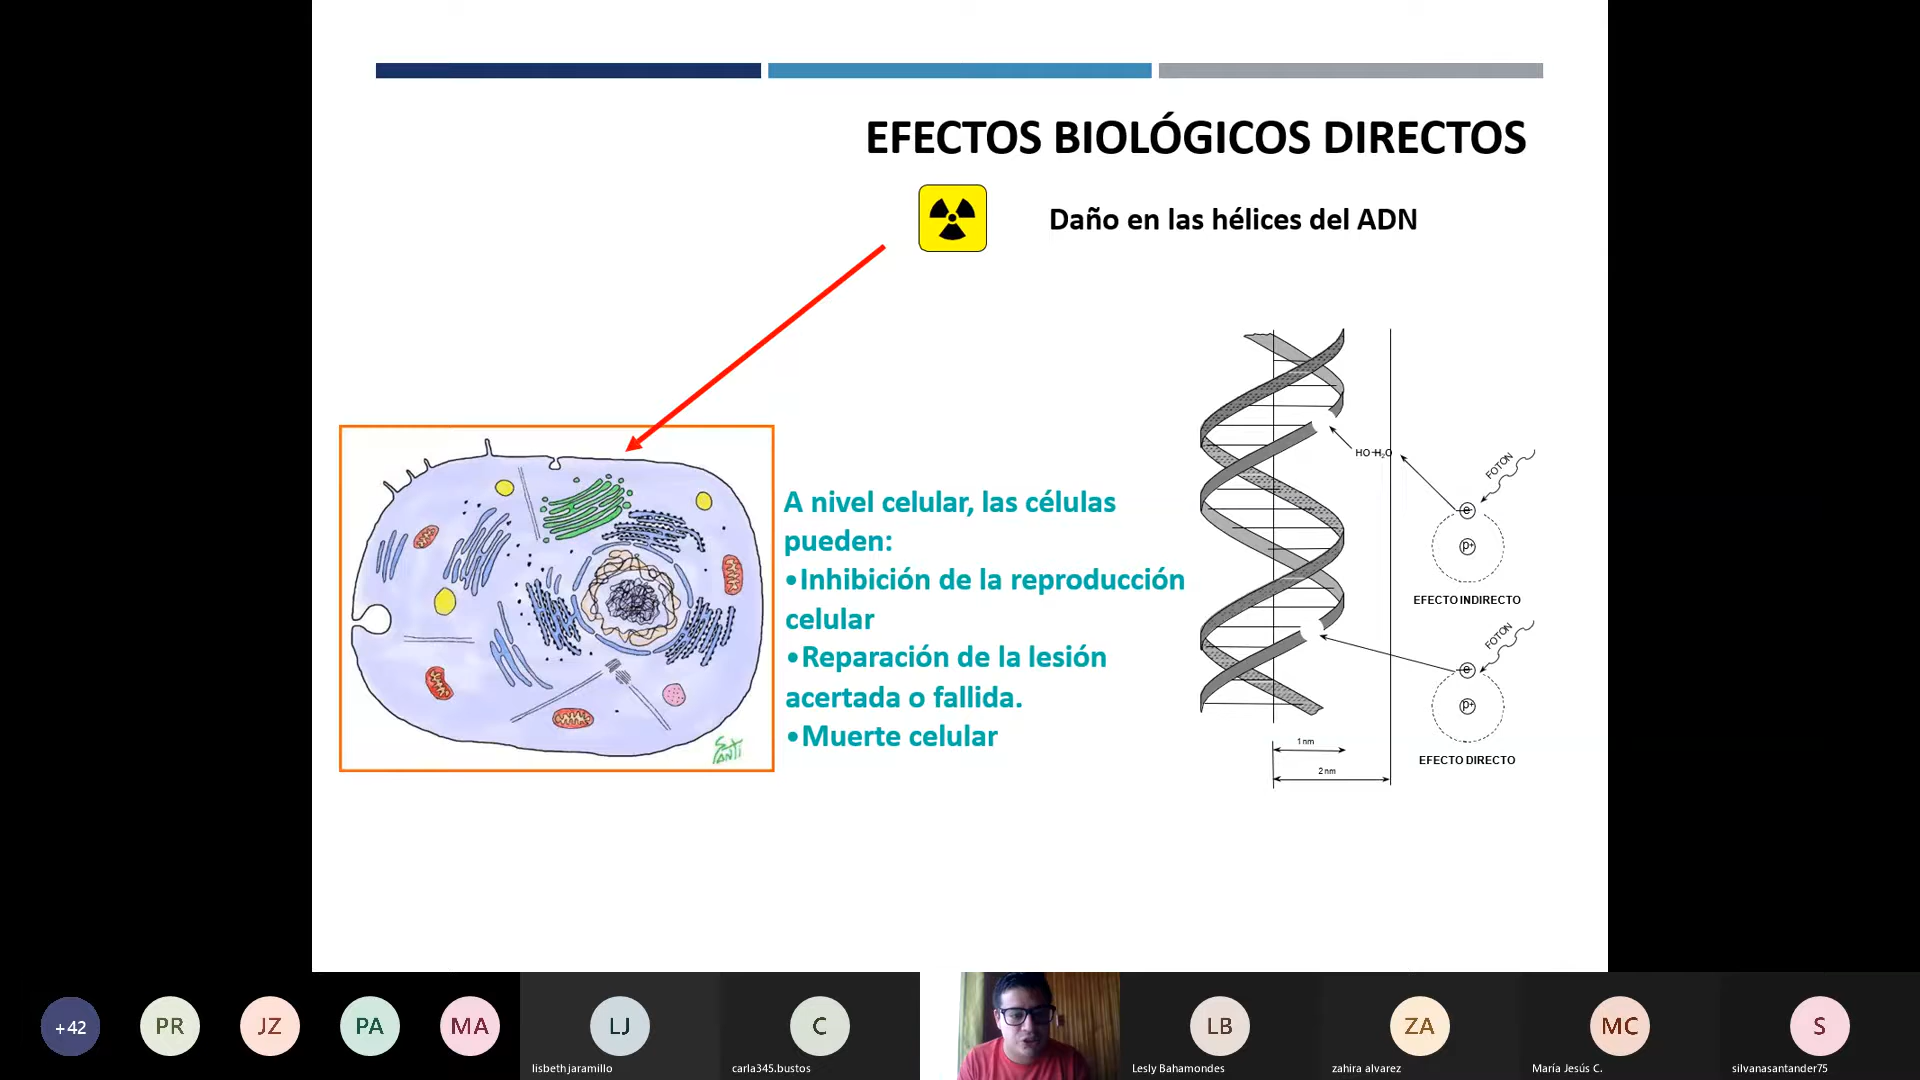 EFECTOS BIOLÓGICOS DIRECTOS
Daño en las hélices del ADN
A nivel celular, las células
pueden:
•Inhibición de la reproducción
celular
•Reparación de la lesión
acertada o fallida.
•Muerte celular
HO H₂O
FOTON
e
p+
EFECTO INDIRECTO
FOTON
e
p+
EFECTO DIRECTO
1 nm
2 nm
+42
PR
JZ
PA
MA
LJ
lisbeth jaramillo
C
carla345.bustos
LB
Lesly Bahamondes
ZA
zahira alvarez
MC
María Jesús C.
S
silvanasantander75